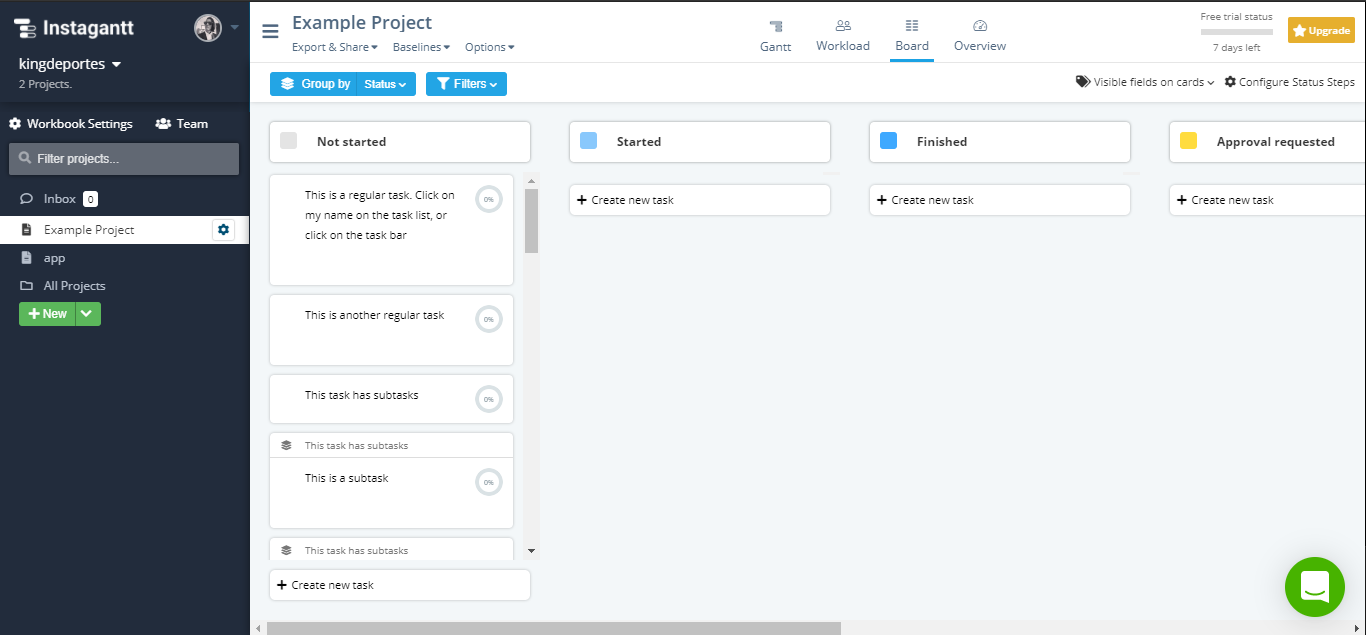 Instagantt
kingdeportes
2 Projects.
Workbook Settings
Team
Filter projects...
Inbox 0
Example Project
app
All Projects
New
Example Project
Export & Share
Baselines
Options
Gantt
Workload
Board
Overview
Free trial status
7 days left
Upgrade
Group by
Status
Filters
Visible fields on cards
Configure Status Steps
Not started
This is a regular task. Click on
my name on the task list, or
click on the task bar
0%
This is another regular task
0%
This task has subtasks
0%
This task has subtasks
This is a subtask
0%
This task has subtasks
Create new task
Started
Create new task
Finished
Create new task
Approval requested
Create new task